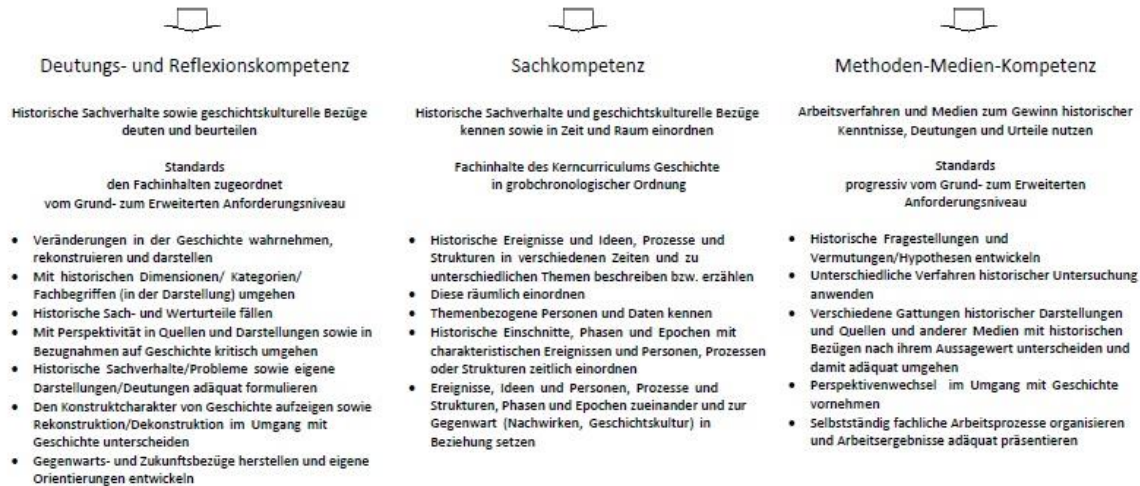 Deutungs- und Reflexionskompetenz
Historische Sachverhalte sowie geschichtskulturelle Bezüge
deuten und beurteilen
Standards
den Fachinhalten zugeordnet
vom Grund- zum Erweiterten Anforderungsniveau
• Veränderungen in der Geschichte wahrnehmen,
rekonstruieren und darstellen
• Mit historischen Dimensionen/ Kategorien/
Fachbegriffen (in der Darstellung) umgehen
• Historische Sach- und Werturteile fällen
• Mit Perspektivität in Quellen und Darstellungen sowie in
Bezugnahmen auf Geschichte kritisch umgehen
• Historische Sachverhalte/Probleme sowie eigene
Darstellungen/Deutungen adäquat formulieren
• Den Konstruktcharakter von Geschichte aufzeigen sowie
Rekonstruktion/Dekonstruktion im Umgang mit
Geschichte unterscheiden
• Gegenwarts- und Zukunftsbezüge herstellen und eigene
Orientierungen entwickeln
Sachkompetenz
Historische Sachverhalte und geschichtskulturelle Bezüge
kennen sowie in Zeit und Raum einordnen
Fachinhalte des Kerncurriculums Geschichte
in grobchronologischer Ordnung
• Historische Ereignisse und Ideen, Prozesse und
Strukturen in verschiedenen Zeiten und zu
unterschiedlichen Themen beschreiben bzw. erzählen
• Diese räumlich einordnen
• Themenbezogene Personen und Daten kennen
• Historische Einschnitte, Phasen und Epochen mit
charakteristischen Ereignissen und Personen, Prozessen
oder Strukturen zeitlich einordnen
• Ereignisse, Ideen und Personen, Prozesse und
Strukturen, Phasen und Epochen zueinander und zur
Gegenwart (Nachwirken, Geschichtskultur) in
Beziehung setzen
Methoden-Medien-Kompetenz
Arbeitsverfahren und Medien zum Gewinn historischer
Kenntnisse, Deutungen und Urteile nutzen
Standards
progressiv vom Grund- zum Erweiterten
Anforderungsniveau
• Historische Fragestellungen und
Vermutungen/Hypothesen entwickeln
• Unterschiedliche Verfahren historischer Untersuchung
anwenden
• Verschiedene Gattungen historischer Darstellungen
und Quellen und anderer Medien mit historischen
Bezügen nach ihrem Aussagewert unterscheiden und
damit adäquat umgehen
• Perspektivenwechsel im Umgang mit Geschichte
vornehmen
• Selbstständig fachliche Arbeitsprozesse organisieren
und Arbeitsergebnisse adäquat präsentieren